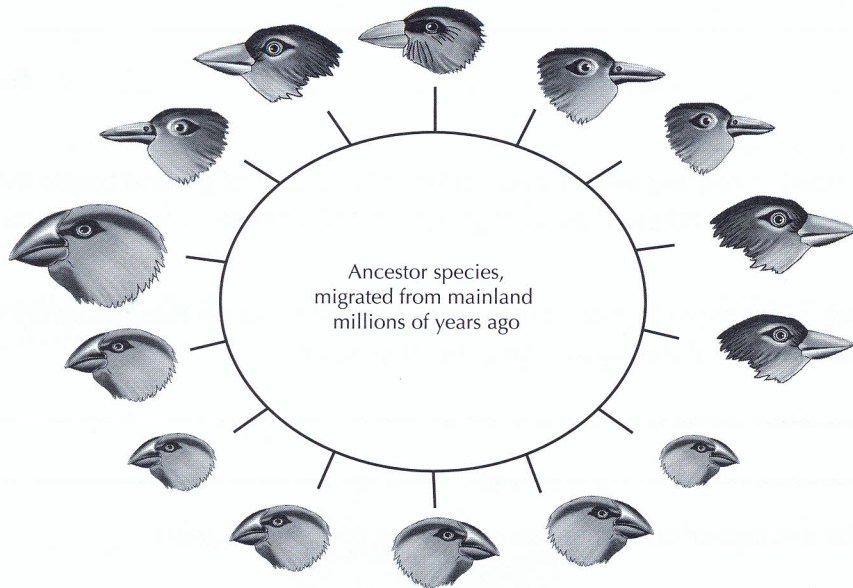 Ancestor species,
migrated from mainland
millions of years ago